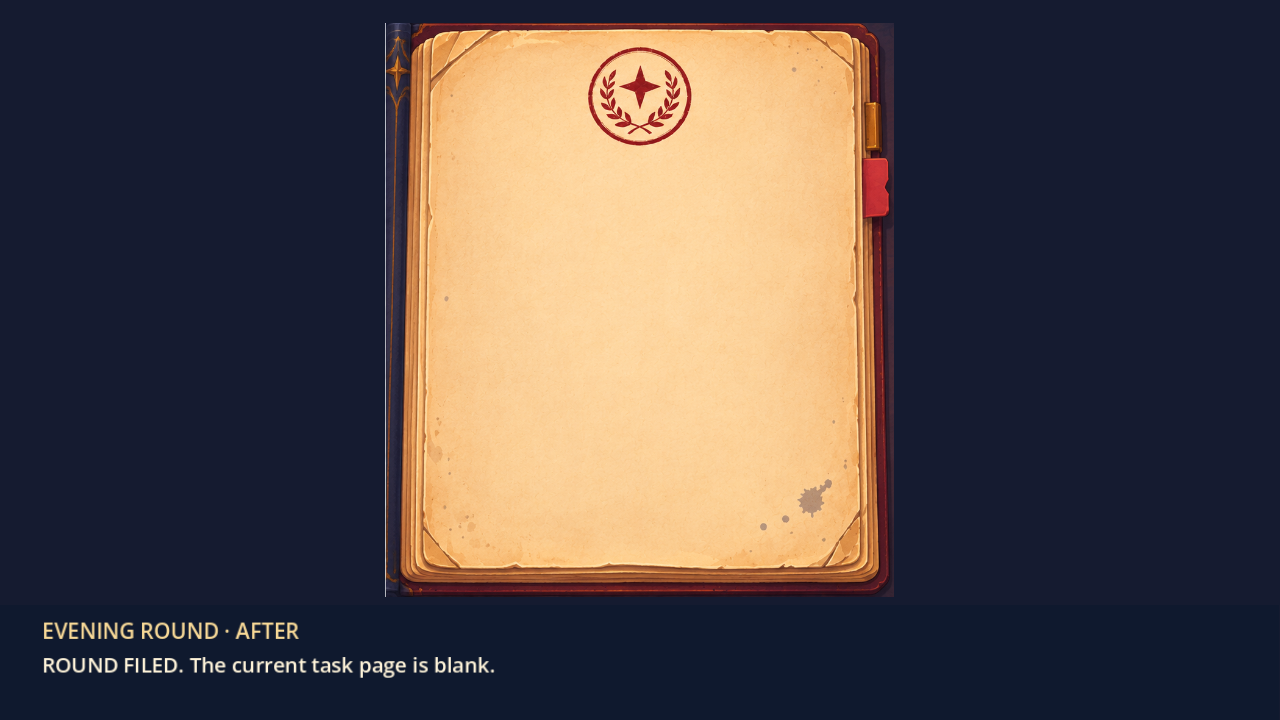 EVENING ROUND · AFTER
ROUND FILED. The current task page is blank.